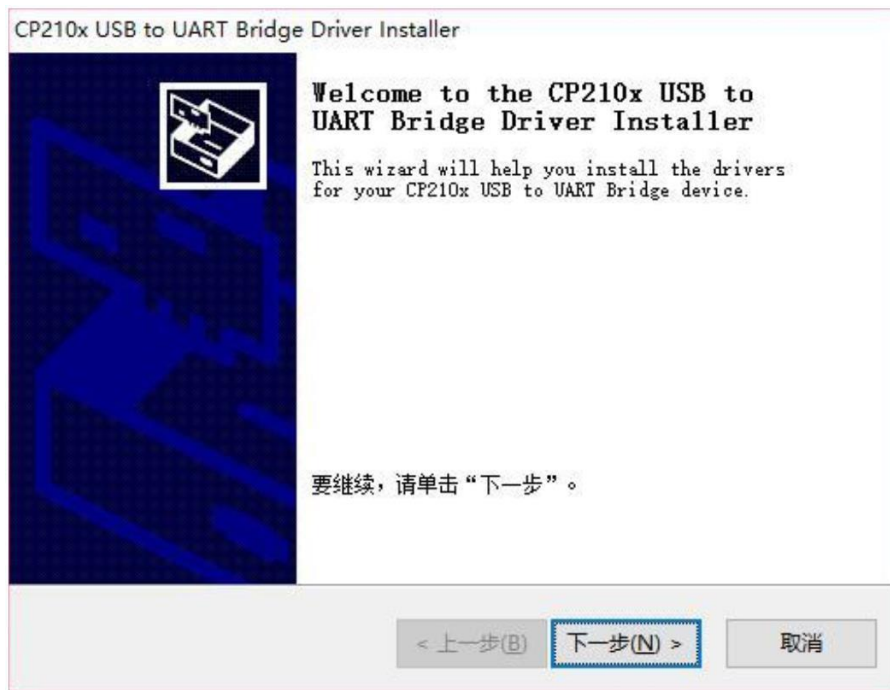 CP210x USB to UART Bridge Driver Installer
Welcome to the CP210x USB to
UART Bridge Driver Installer
This wizard will help you install the drivers
for your CP210x USB to UART Bridge device.
要继续，请单击“下一步”。
< 上一步(B)
下一步(N) >
取消